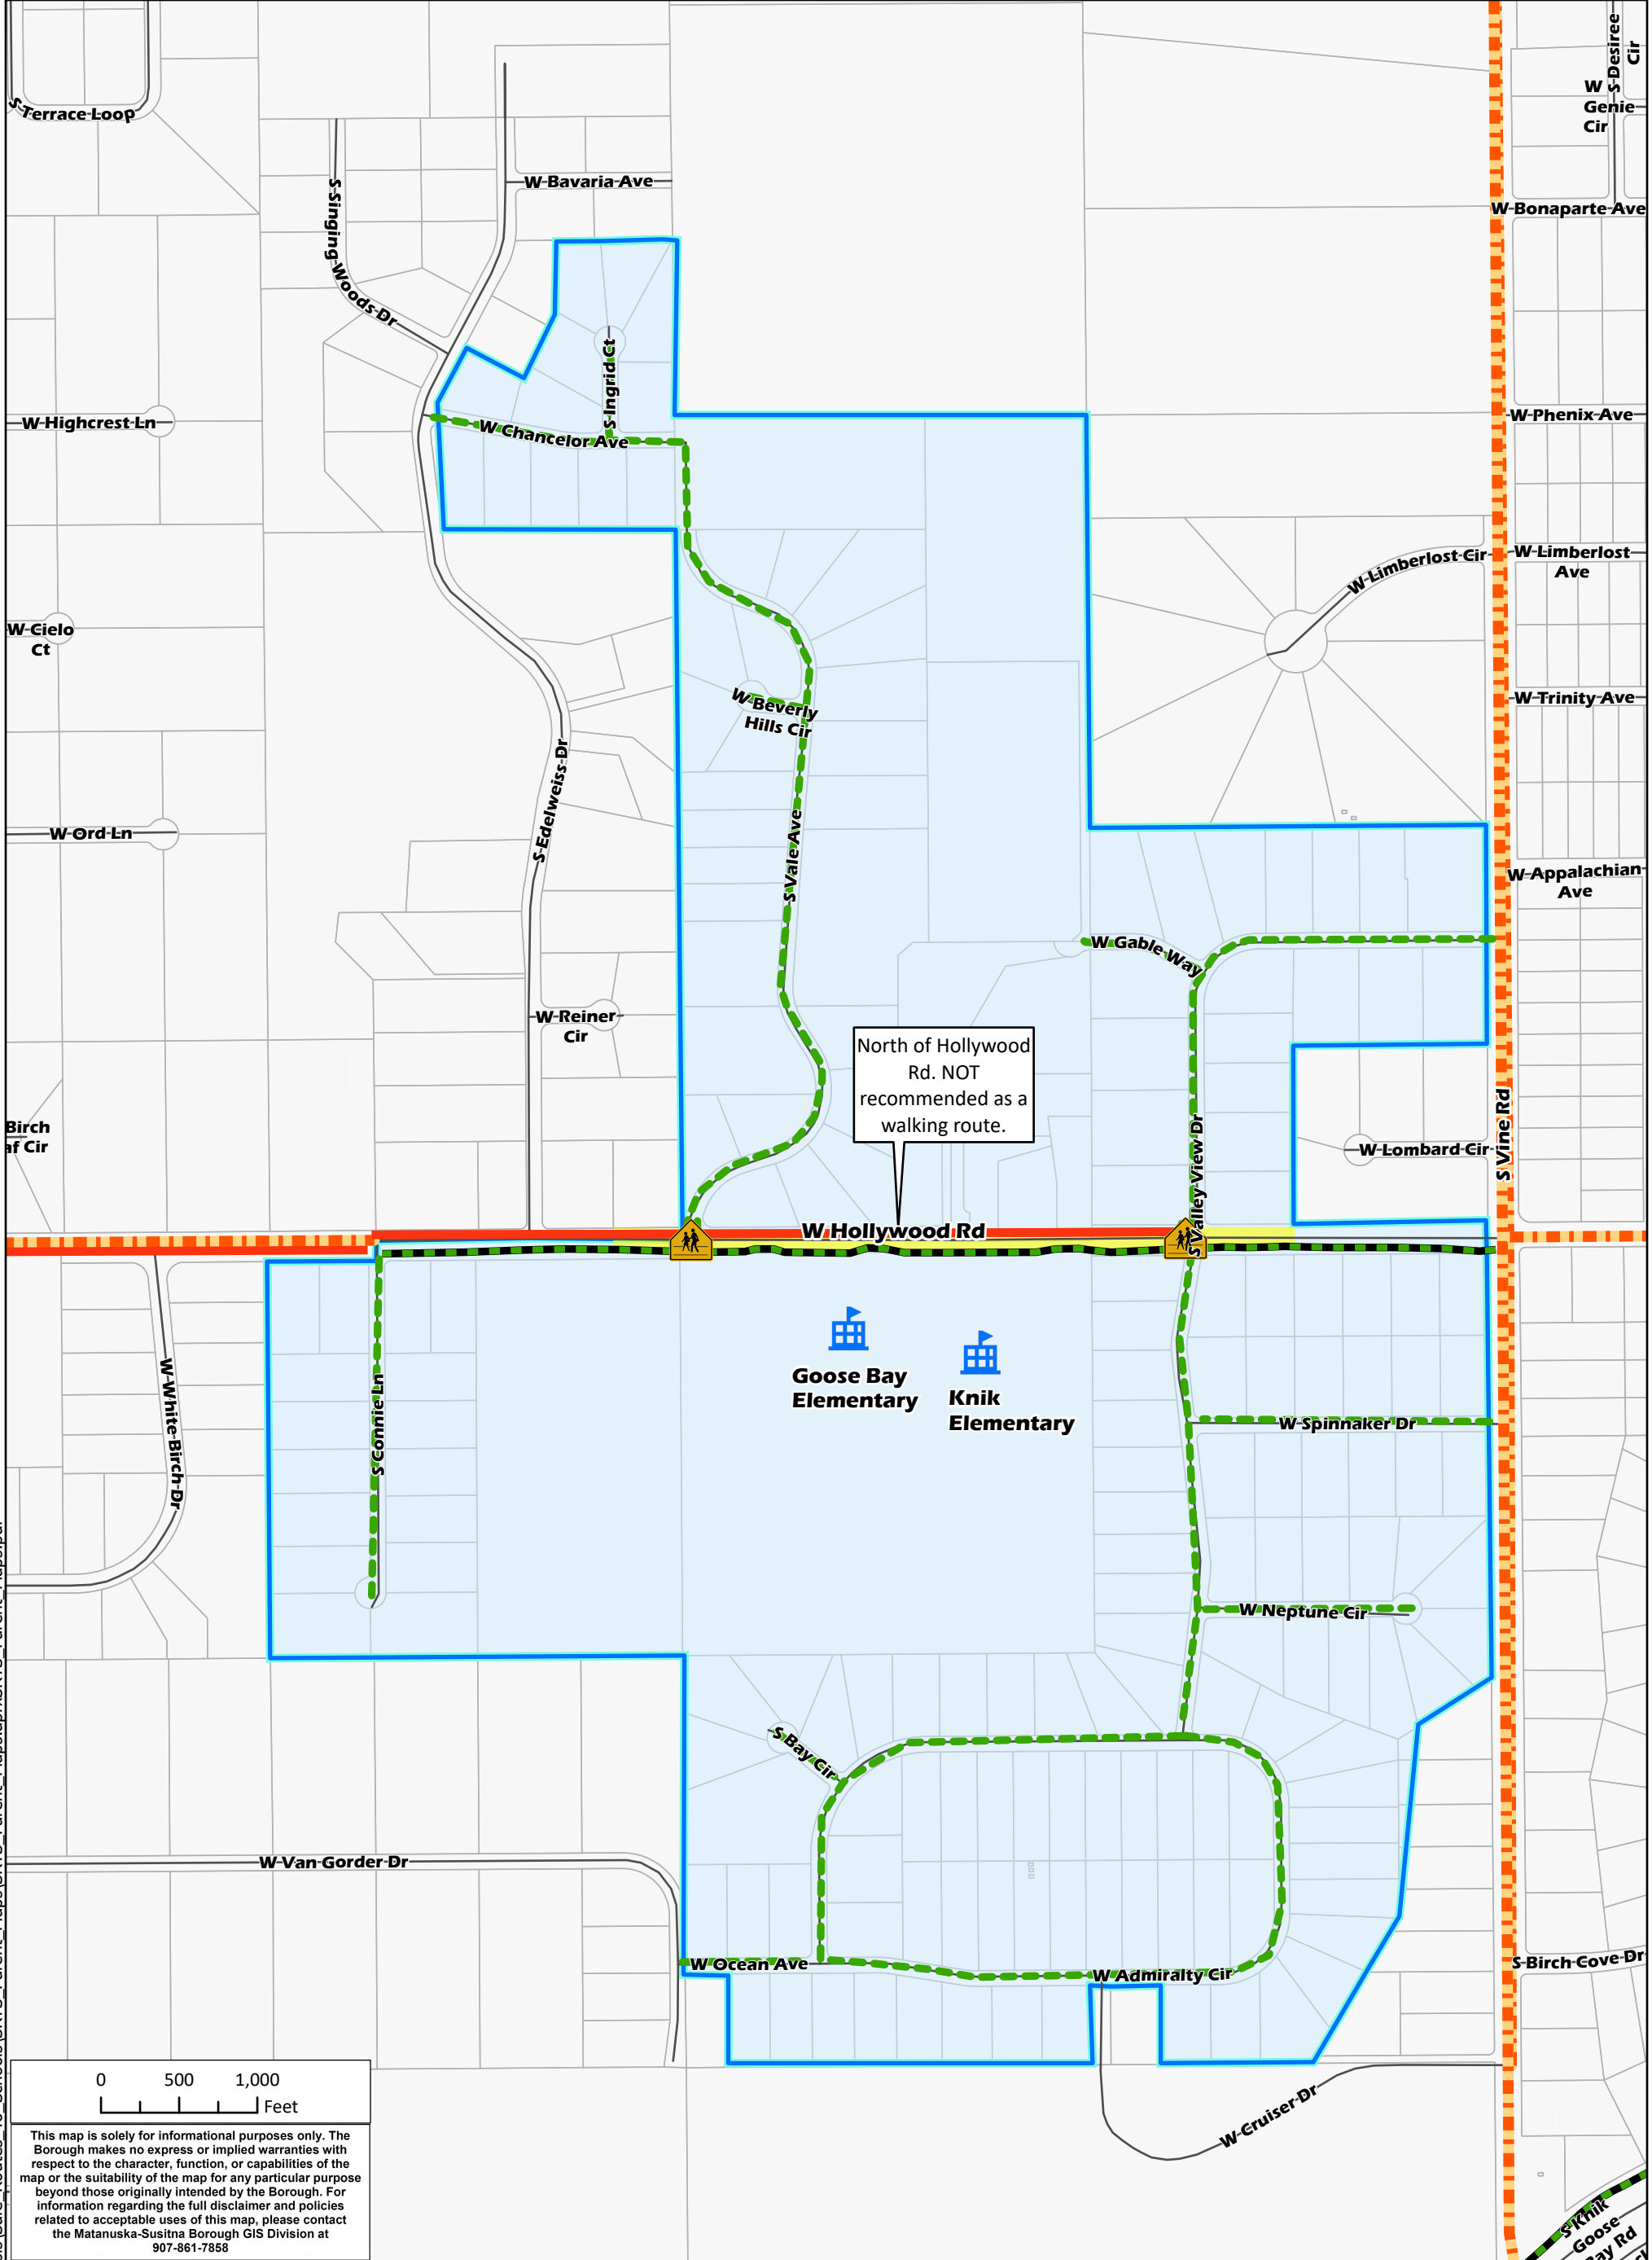 S Desiree
Cir
W
Genie
Cir
S Terrace Loop
W Bavaria Ave
W Bonaparte Ave
S Singing Woods Dr
S Ingrid Ct
W Highcrest Ln
W Chancelor Ave
W Phenix Ave
W Limberlost Cir
W Limberlost
Ave
W Cielo
Ct
W Beverly
Hills Cir
W Trinity Ave
S Edelweiss Dr
W Ord Ln
S Vale Ave
W Appalachian
Ave
W Gable Way
W Reiner
Cir
North of Hollywood
Rd. NOT
recommended as a
walking route.
Birch
af Cir
S Valley View Dr
W Lombard Cir
S Vine Rd
W Hollywood Rd
Goose Bay
Elementary
Knik
Elementary
W White Birch Dr
S Connie Ln
W Spinnaker Dr
W Neptune Cir
S Bay Cir
W Van Gorder Dr
W Ocean Ave
W Admiralty Cir
S Birch Cove Dr
W Cruiser Dr
S Knik
Goose
Bay Rd
0 500 1,000
Feet
This map is solely for informational purposes only. The
Borough makes no express or implied warranties with
respect to the character, function, or capabilities of the
map or the suitability of the map for any particular purpose
beyond those originally intended by the Borough. For
information regarding the full disclaimer and policies
related to acceptable uses of this map, please contact
the Matanuska-Susitna Borough GIS Division at
907-861-7858